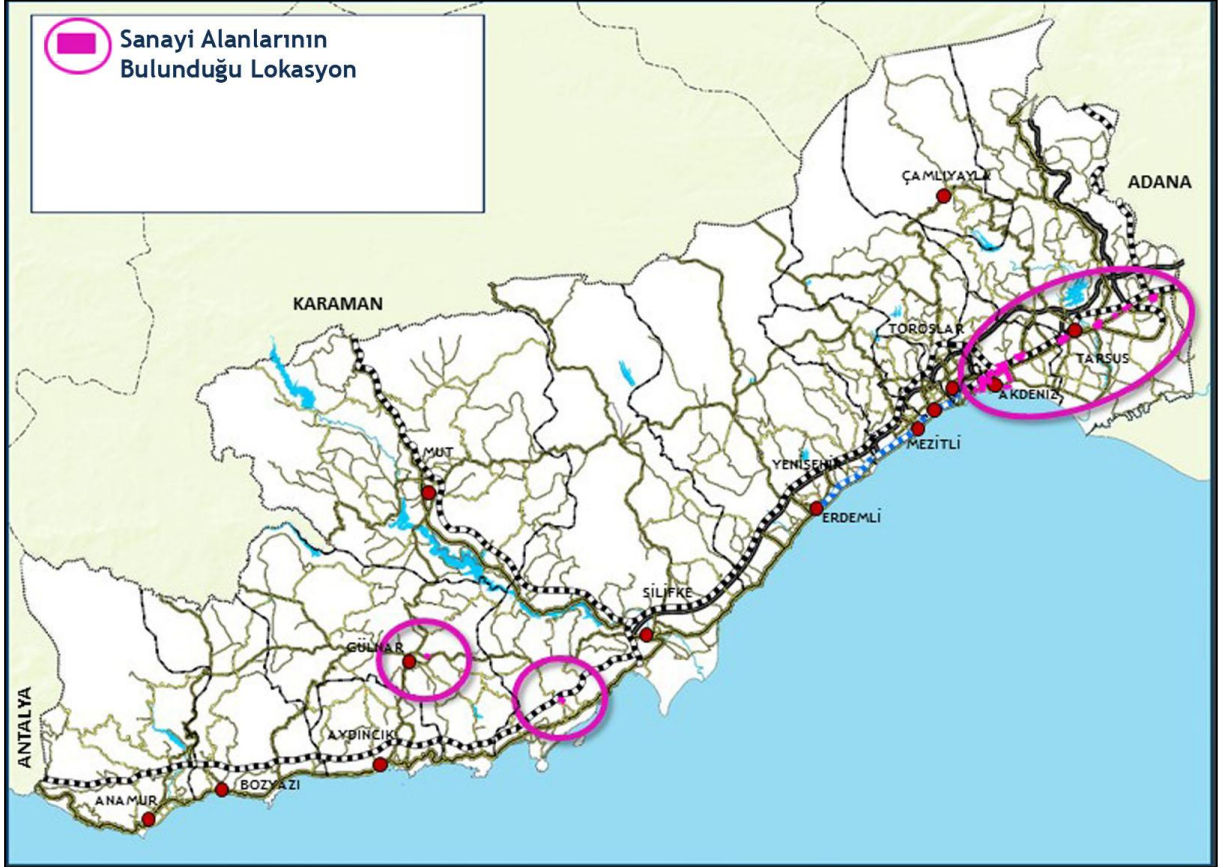 Sanayi Alanlarının
Bulunduğu Lokasyon
ÇAMLIYAYLA
ADANA
KARAMAN
TOROSLAR
TARSUS
AKDENİZ
MEZİTLİ
MUT
YENİŞEHİR
ERDEMLİ
SİLİFKE
GÜLNAR
ANTALYA
AYDINCIK
BOZYAZI
ANAMUR